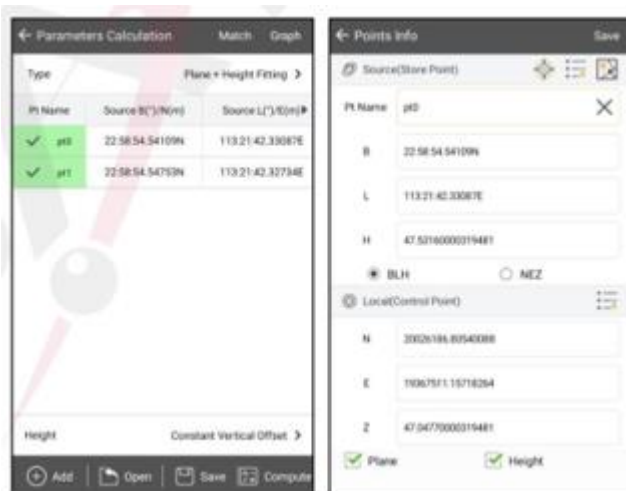 Parameters Calculation Match Graph
Type Plane + Height Fitting >
Pt Name Source B(°)/N(m) Source L(°)/E(m)
pt0 22:58:54.54109N 113:21:42.33087E
pt1 22:58:54.54753N 113:21:42.32734E
Height Constant Vertical Offset >
Add Open Save Compute
Points Info Save
Source(Store Point)
Pt Name pt0
B 22:58:54.54109N
L 113:21:42.33087E
H 47.53160000319481
BLH NEZ
Local(Control Point)
N
E
Z 47.04770000319481
Plane Height